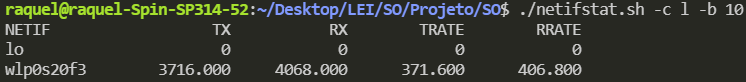 raquel@raquel-Spin-SP314-52:~/Desktop/LEI/SO/Projeto/SO$ ./netifstat.sh -c l -b 10
NETIF TX RX TRATE RRATE
lo 0 0 0 0
wlp0s20f3 3716.000 4068.000 371.600 406.800